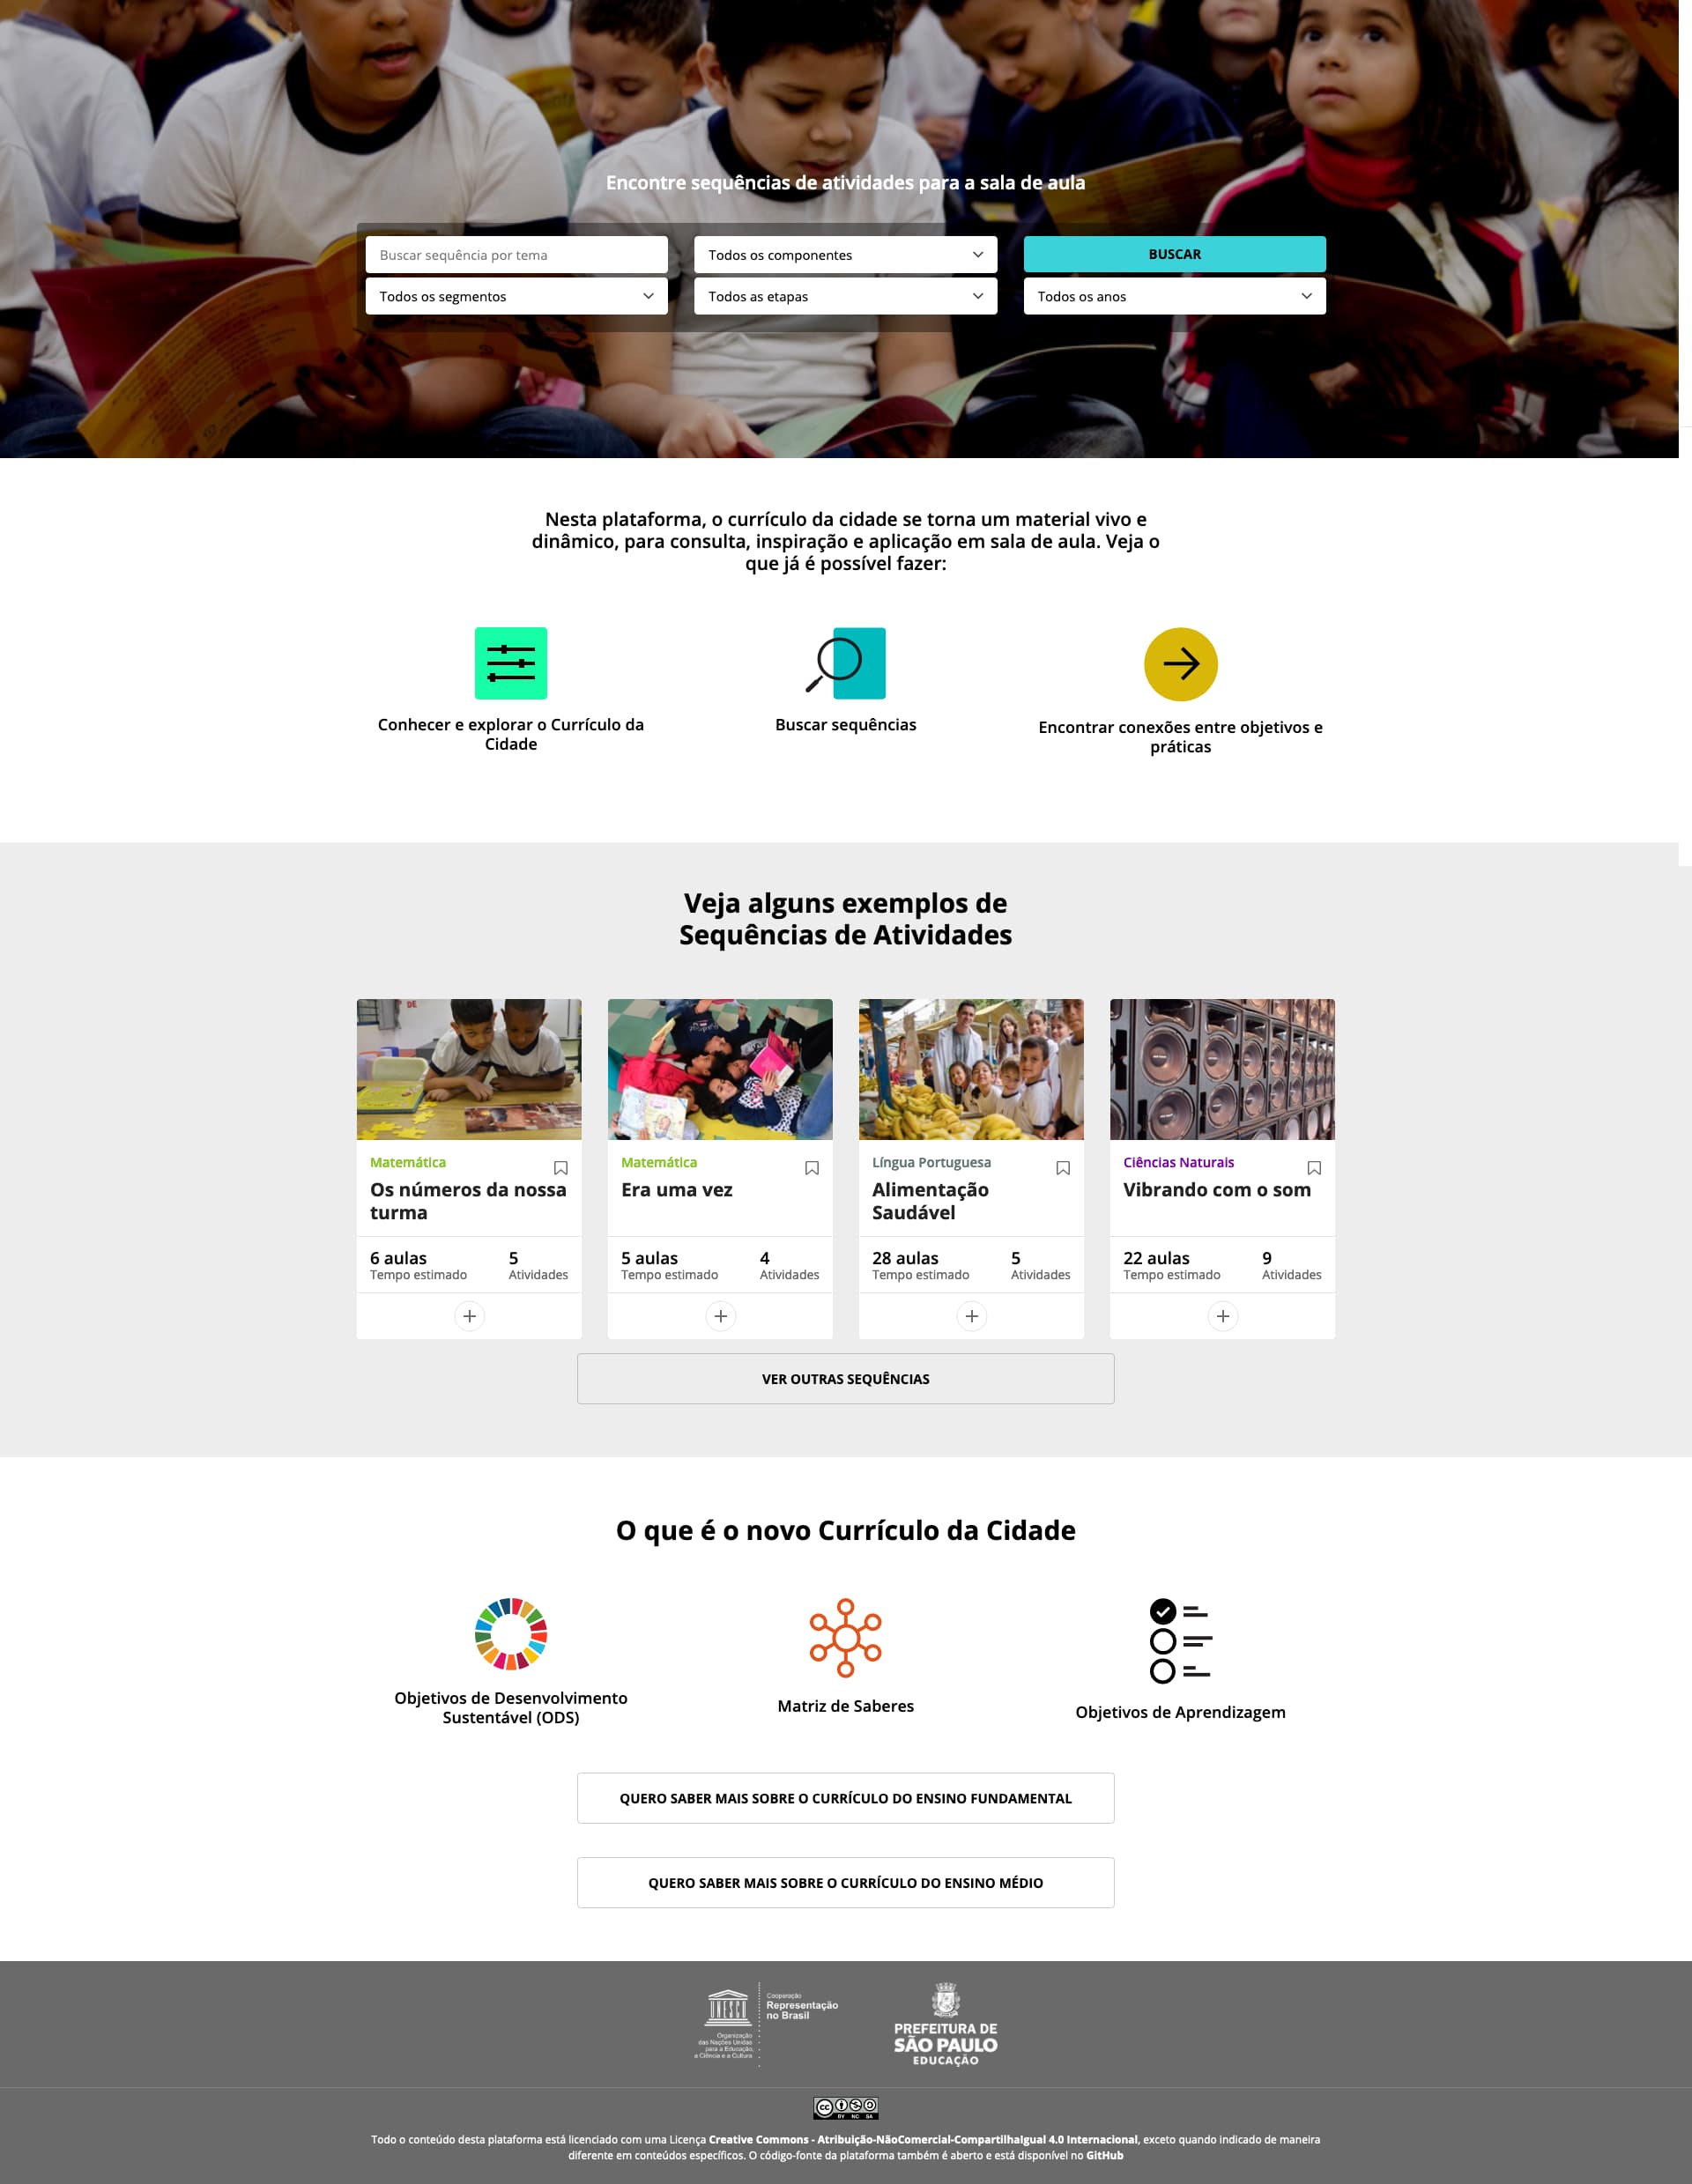 Encontre sequências de atividades para a sala de aula
Buscar sequência por tema
Todos os componentes
BUSCAR
Todos os segmentos
Todas as etapas
Todos os anos
Nesta plataforma, o currículo da cidade se torna um material vivo e
dinâmico, para consulta, inspiração e aplicação em sala de aula. Veja o
que já é possível fazer:
Conhecer e explorar o Currículo da
Cidade
Buscar sequências
Encontrar conexões entre objetivos e
práticas
Veja alguns exemplos de
Sequências de Atividades
DE
Matemática
Os números da nossa
turma
6 aulas
Tempo estimado
5
Atividades
Matemática
Era uma vez
5 aulas
Tempo estimado
4
Atividades
Língua Portuguesa
Alimentação
Saudável
28 aulas
Tempo estimado
5
Atividades
Ciências Naturais
Vibrando com o som
22 aulas
Tempo estimado
9
Atividades
VER OUTRAS SEQUÊNCIAS
O que é o novo Currículo da Cidade
Objetivos de Desenvolvimento
Sustentável (ODS)
Matriz de Saberes
Objetivos de Aprendizagem
QUERO SABER MAIS SOBRE O CURRÍCULO DO ENSINO FUNDAMENTAL
QUERO SABER MAIS SOBRE O CURRÍCULO DO ENSINO MÉDIO
UNESCO
Organização
das Nações Unidas
para a Educação,
a Ciência e a Cultura
Cooperação
Representação
no Brasil
PREFEITURA DE
SÃO PAULO
EDUCAÇÃO
CC
BY NC SA
Todo o conteúdo desta plataforma está licenciado com uma Licença Creative Commons - Atribuição-NãoComercial-CompartilhaIgual 4.0 Internacional, exceto quando indicado de maneira
diferente em conteúdos específicos. O código-fonte da plataforma também é aberto e está disponível no GitHub